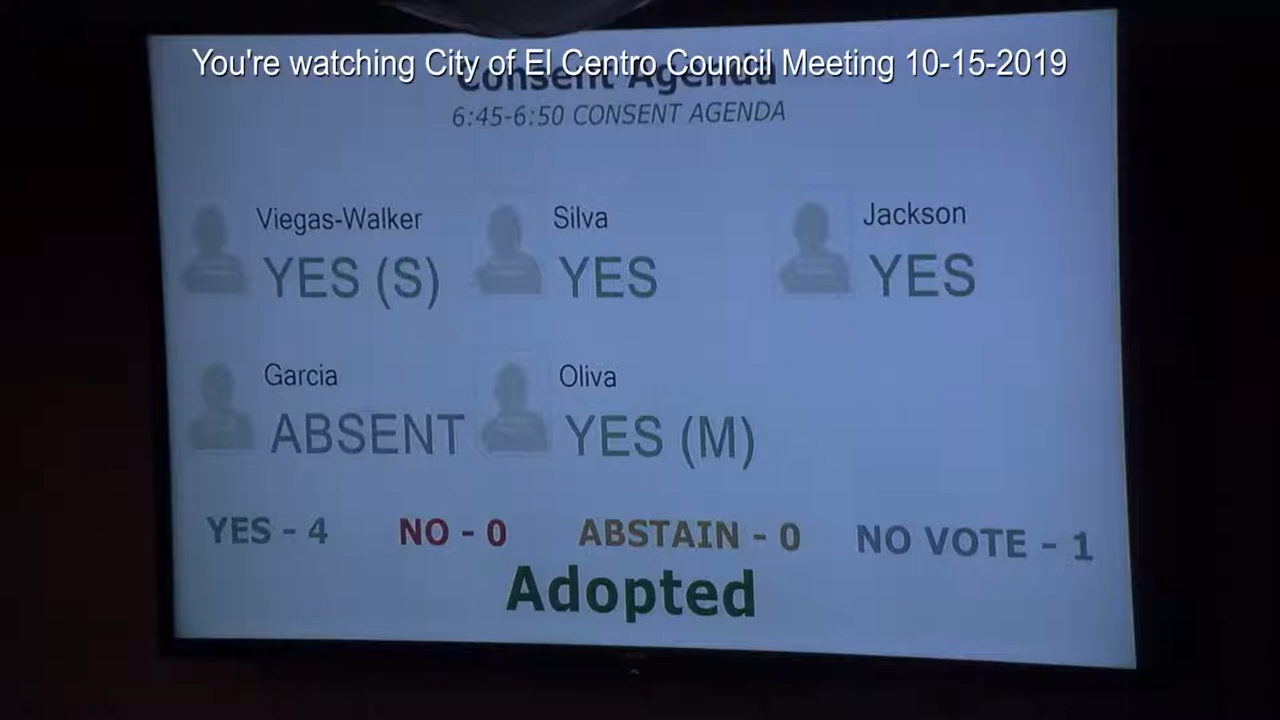 You're watching City of El Centro Council Meeting 10-15-2019
Consent Agenda
6:45-6:50 CONSENT AGENDA
Viegas-Walker
YES (S)
Silva
YES
Jackson
YES
Garcia
ABSENT
Oliva
YES (M)
YES - 4 NO - 0 ABSTAIN - 0 NO VOTE - 1
Adopted